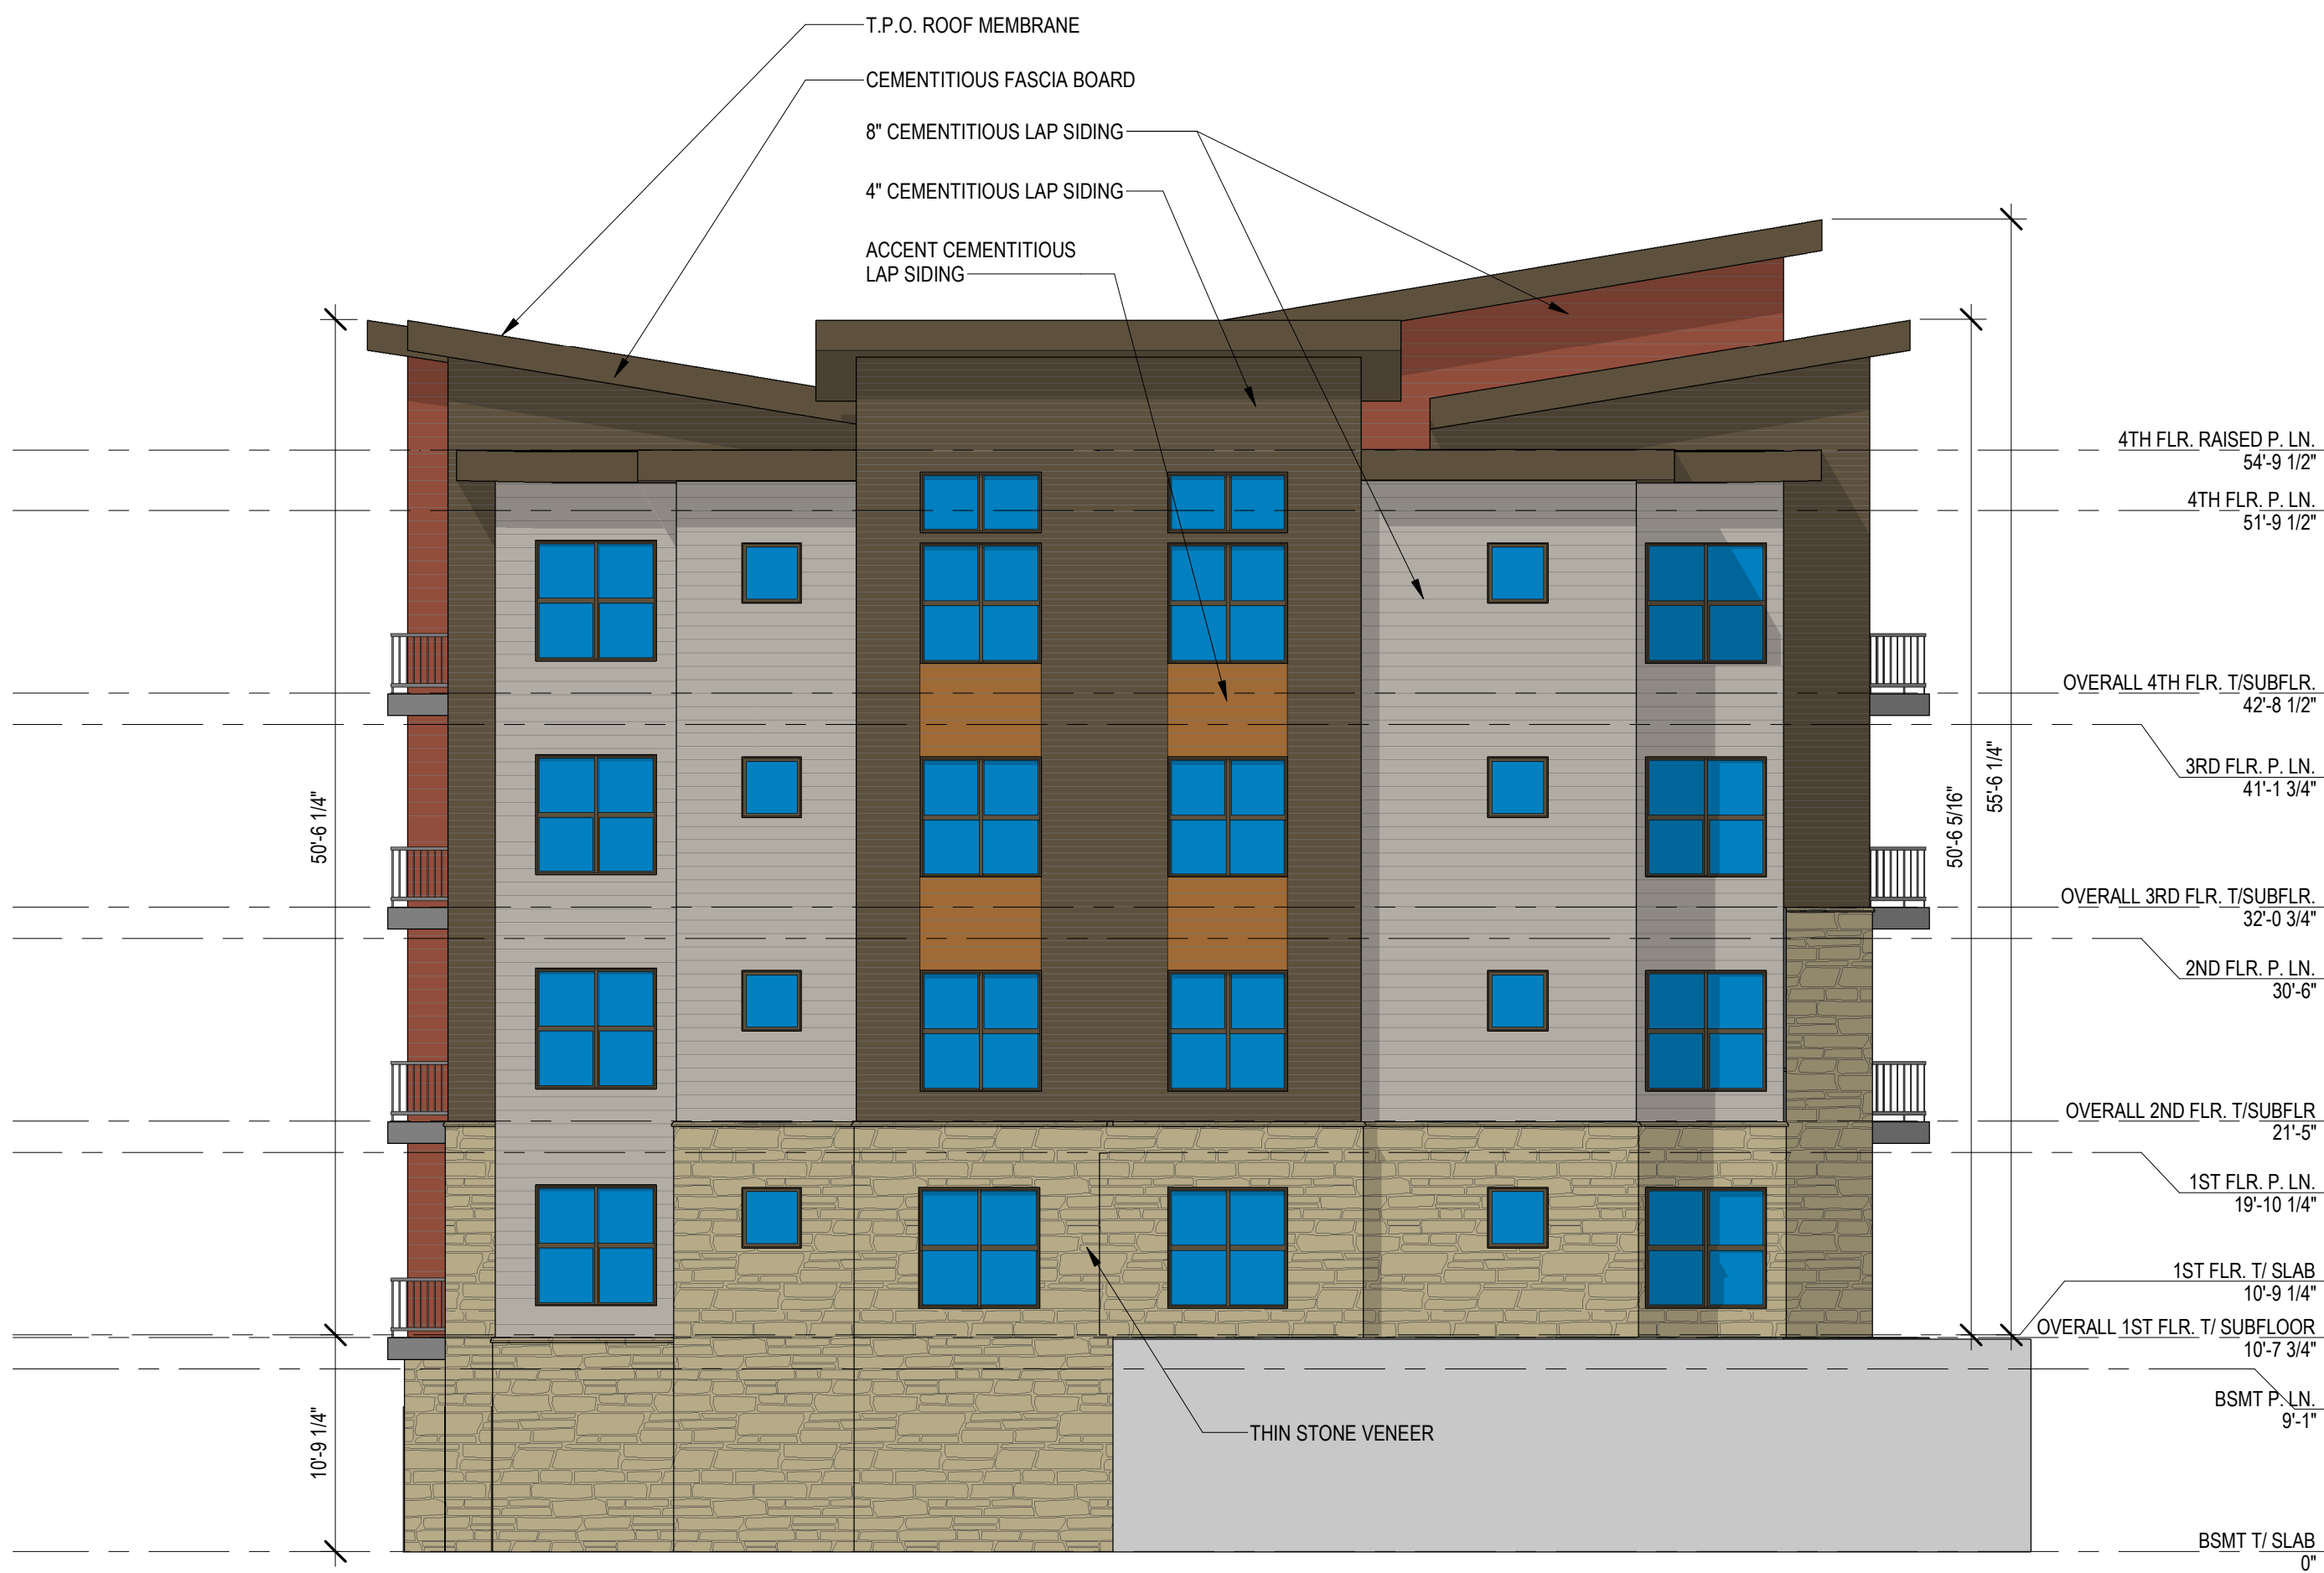 T.P.O. ROOF MEMBRANE
CEMENTITIOUS FASCIA BOARD
8" CEMENTITIOUS LAP SIDING
4" CEMENTITIOUS LAP SIDING
ACCENT CEMENTITIOUS
LAP SIDING
4TH FLR. RAISED P. LN.
54'-9 1/2"
4TH FLR. P. LN.
51'-9 1/2"
OVERALL 4TH FLR. T/SUBFLR.
42'-8 1/2"
3RD FLR. P. LN.
41'-1 3/4"
50'-6 1/4"
50'-6 5/16"
55'-6 1/4"
OVERALL 3RD FLR. T/SUBFLR.
32'-0 3/4"
2ND FLR. P. LN.
30'-6"
OVERALL 2ND FLR. T/SUBFLR
21'-5"
1ST FLR. P. LN.
19'-10 1/4"
1ST FLR. T/ SLAB
10'-9 1/4"
OVERALL 1ST FLR. T/ SUBFLOOR
10'-7 3/4"
BSMT P. LN.
9'-1"
10'-9 1/4"
THIN STONE VENEER
BSMT T/ SLAB
0"